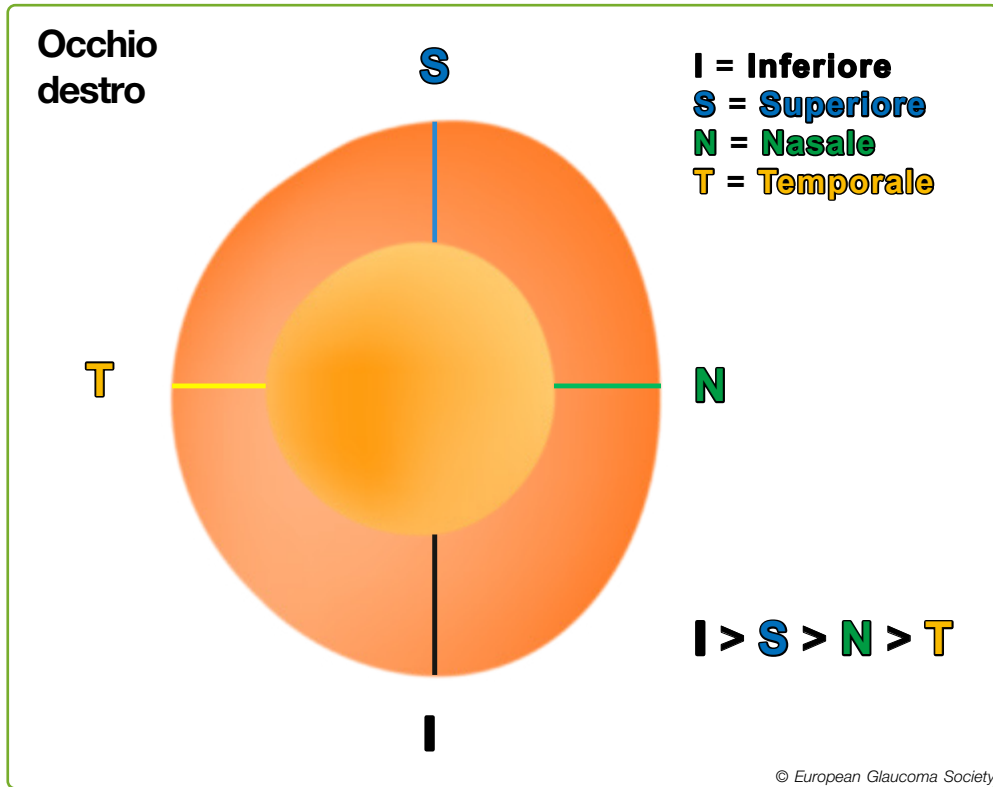 Occhio
destro
S
I = Inferiore
S = Superiore
N = Nasale
T = Temporale
T
N
I > S > N > T
I
© European Glaucoma Society